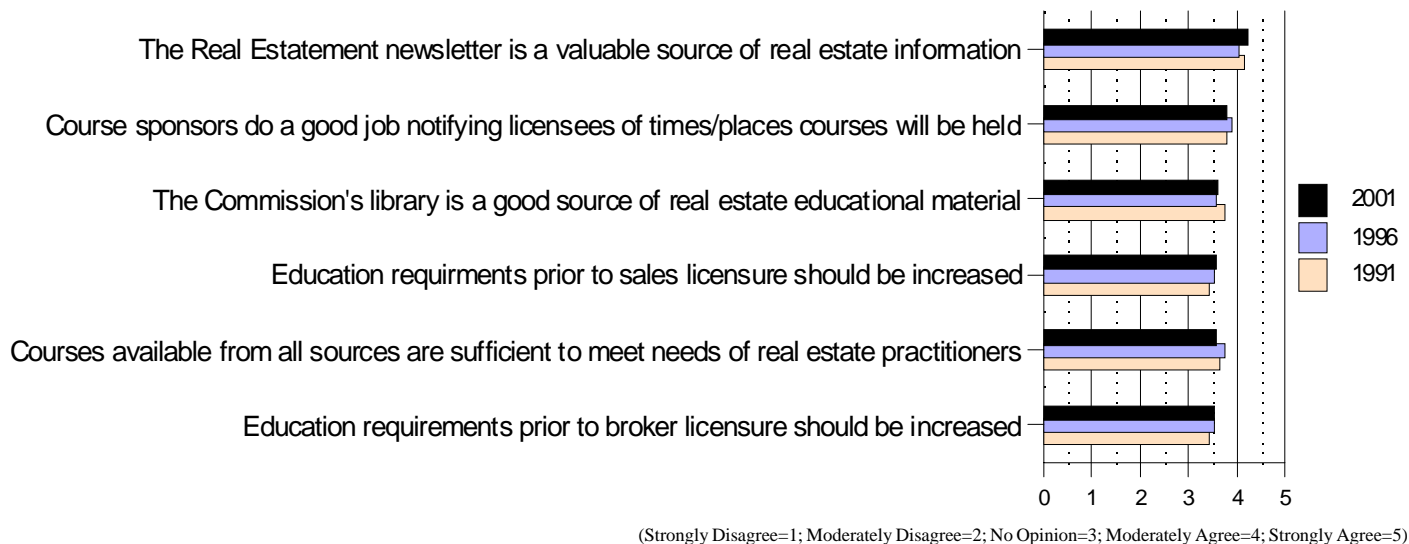 The Real Estatement newsletter is a valuable source of real estate information
Course sponsors do a good job notifying licensees of times/places courses will be held
The Commission's library is a good source of real estate educational material
Education requirments prior to sales licensure should be increased
Courses available from all sources are sufficient to meet needs of real estate practitioners
Education requirements prior to broker licensure should be increased
0 1 2 3 4 5
2001
1996
1991
(Strongly Disagree=1; Moderately Disagree=2; No Opinion=3; Moderately Agree=4; Strongly Agree=5)